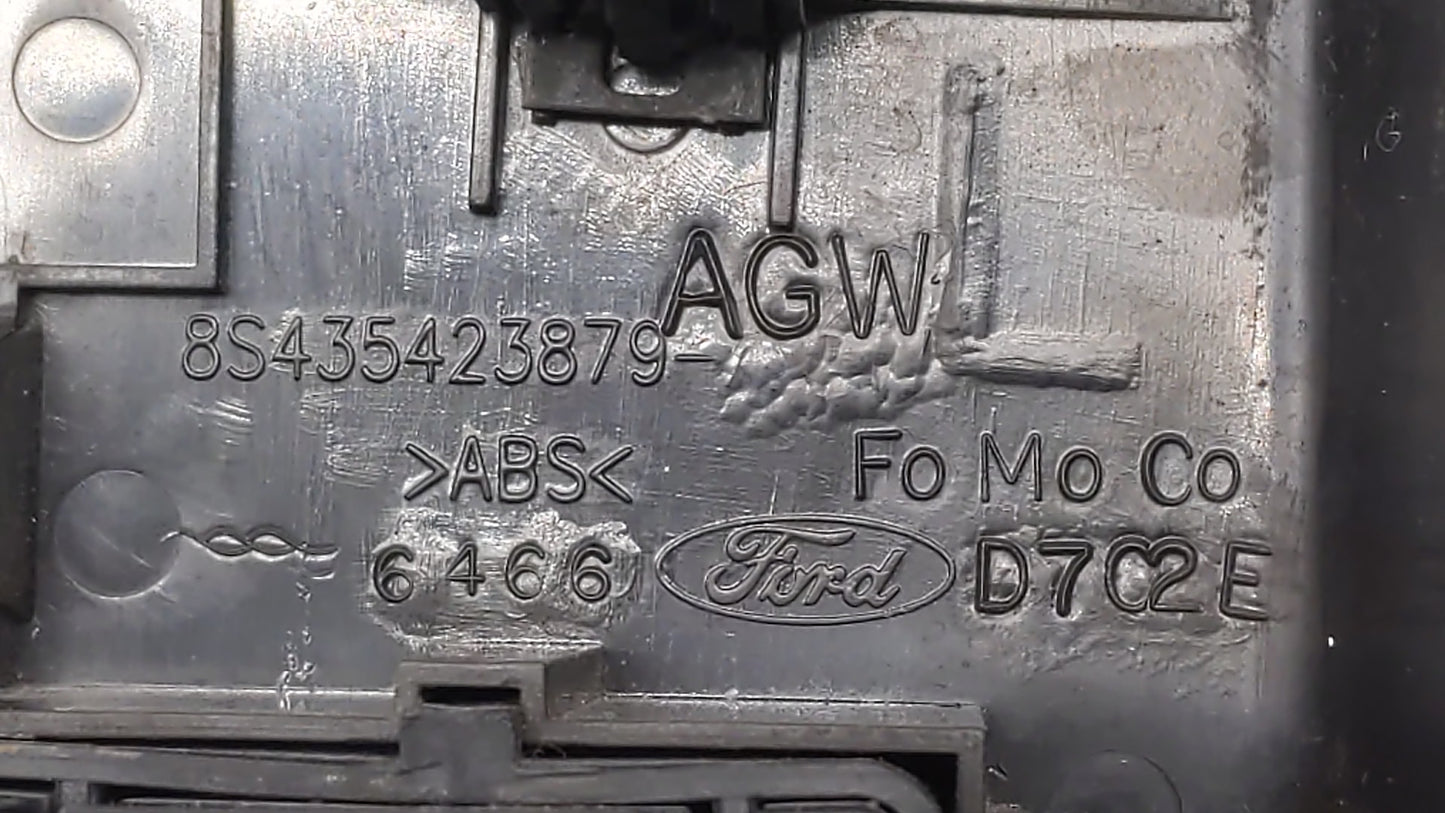 AGW L
8S435423879-
>ABS< Fo Mo Co
6466 Ford D7C2E